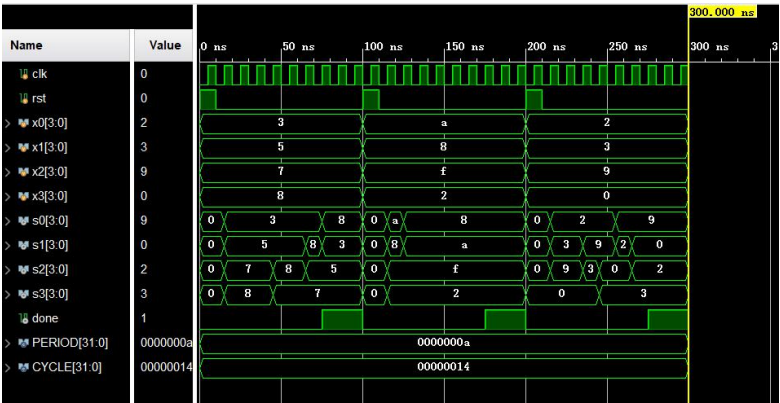 300.000 ns
Name Value 0 ns 50 ns 100 ns 150 ns 200 ns 250 ns 300 ns 3
clk 0
rst 0
x0[3:0] 2 3 a 2
x1[3:0] 3 5 8 3
x2[3:0] 9 7 f 9
x3[3:0] 0 8 2 0
s0[3:0] 9 0 3 8 0 a 8 0 2 9
s1[3:0] 0 0 5 8 3 0 8 a 0 3 9 2 0
s2[3:0] 2 0 7 8 5 0 f 0 9 3 0 2
s3[3:0] 3 0 8 7 0 2 0 3
done 1
PERIOD[31:0] 0000000a 0000000a
CYCLE[31:0] 00000014 00000014